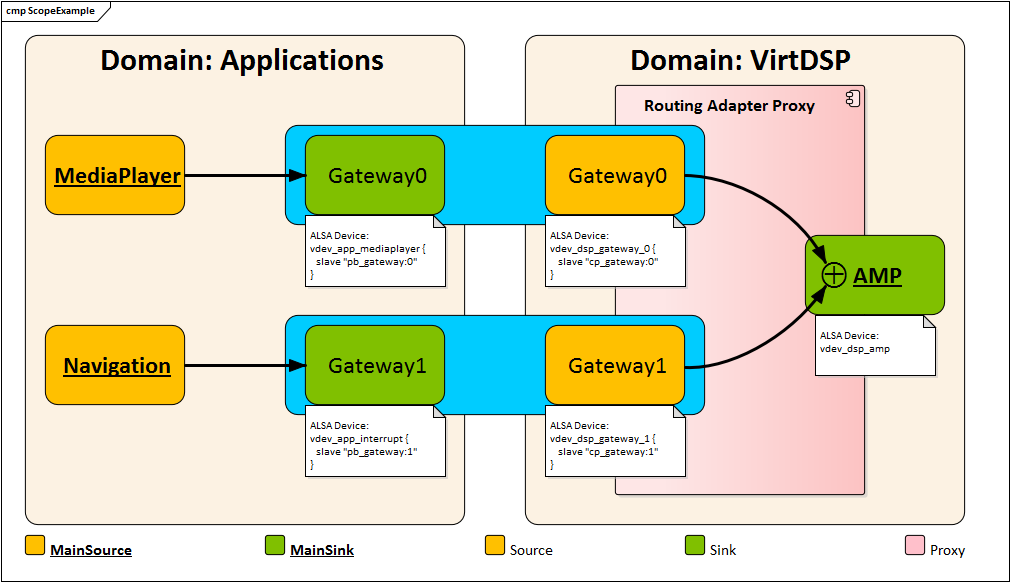 cmp ScopeExample
Domain: Applications
Domain: VirtDSP
Routing Adapter Proxy
MediaPlayer
Gateway0
Gateway0
ALSA Device:
vdev_app_mediaplayer {
slave "pb_gateway:0"
}
ALSA Device:
vdev_dsp_gateway_0 {
slave "cp_gateway:0"
}
AMP
ALSA Device:
vdev_dsp_amp
Navigation
Gateway1
Gateway1
ALSA Device:
vdev_app_interrupt {
slave "pb_gateway:1"
}
ALSA Device:
vdev_dsp_gateway_1 {
slave "cp_gateway:1"
}
MainSource
MainSink
Source
Sink
Proxy